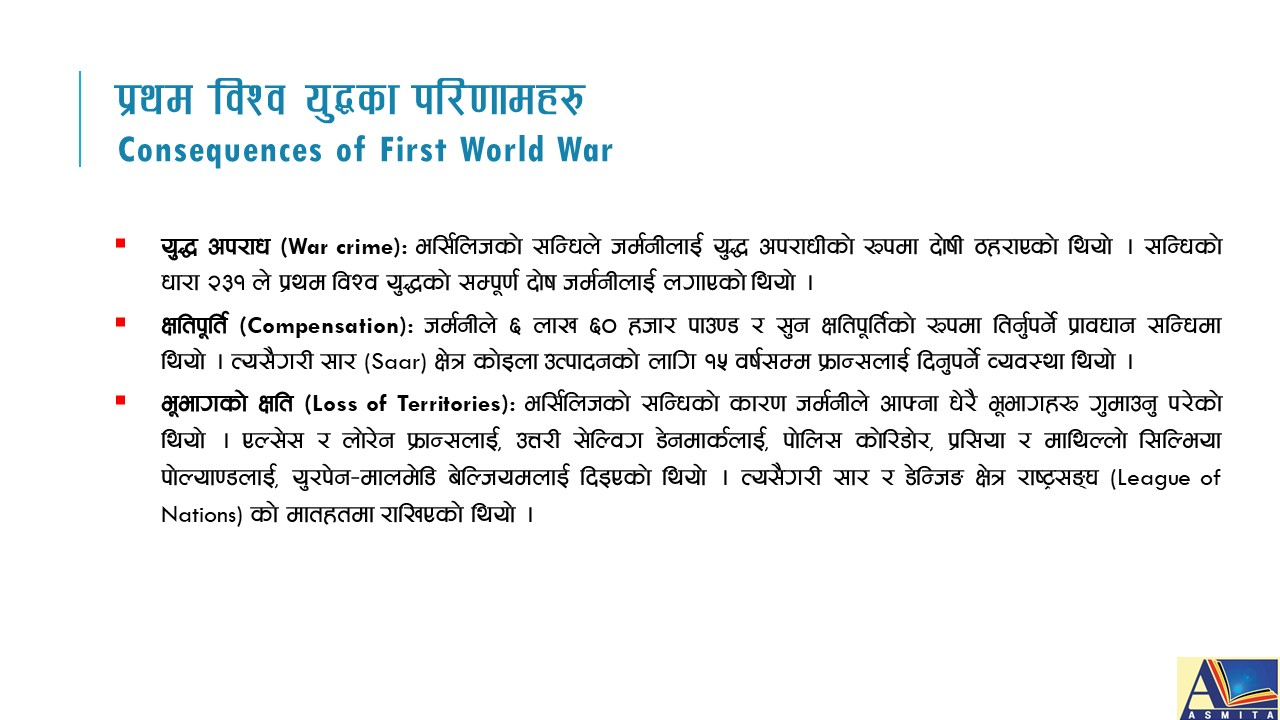 प्रथम विश्व युद्धका परिणामहरु
Consequences of First World War
युद्ध अपराध (War crime): भर्सिलिजको सन्धिले जर्मनीलाई युद्ध अपराधीको रुपमा दोषी ठहराएको थियो । सन्धिको
धारा २३१ ले प्रथम विश्व युद्धको सम्पूर्ण दोष जर्मनीलाई लगाएको थियो ।
क्षतिपूर्ति (Compensation): जर्मनीले ६ लाख ६० हजार पाउण्ड र सुन क्षतिपूर्तिको रुपमा तिर्नुपर्ने प्रावधान सन्धिमा
थियो । त्यसैगरी सार (Saar) क्षेत्र कोइला उत्पादनको लागि १५ वर्षसम्म फ्रान्सलाई दिनुपर्ने व्यवस्था थियो ।
भूभागको क्षति (Loss of Territories): भर्सिलिजको सन्धिको कारण जर्मनीले आफ्ना धेरै भूभागहरु गुमाउनु परेको
थियो । एल्सेस र लोरेन फ्रान्सलाई, उत्तरी सेल्विग डेनमार्कलाई, पोलिस कोरिडोर, प्रसिया र माथिल्लो सिल्भिया
पोल्याण्डलाई, युरपेन-मालमेडि बेल्जियमलाई दिइएको थियो । त्यसैगरी सार र डेन्जिङ क्षेत्र राष्ट्रसङ्घ (League of
Nations) को मातहतमा राखिएको थियो ।
ASMITA